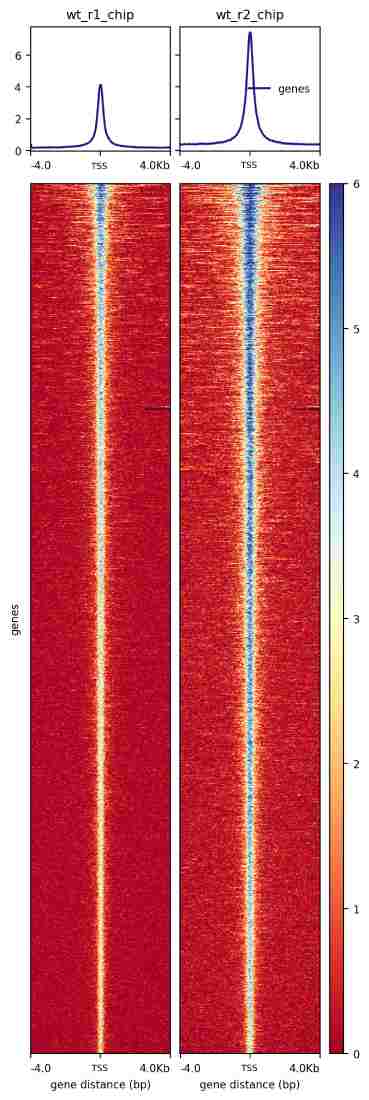 wt_r1_chip wt_r2_chip
6
4
2
0
genes
-4.0 TSS 4.0Kb -4.0 TSS 4.0Kb
6
5
4
3
2
1
0
genes
-4.0 TSS 4.0Kb -4.0 TSS 4.0Kb
gene distance (bp) gene distance (bp)